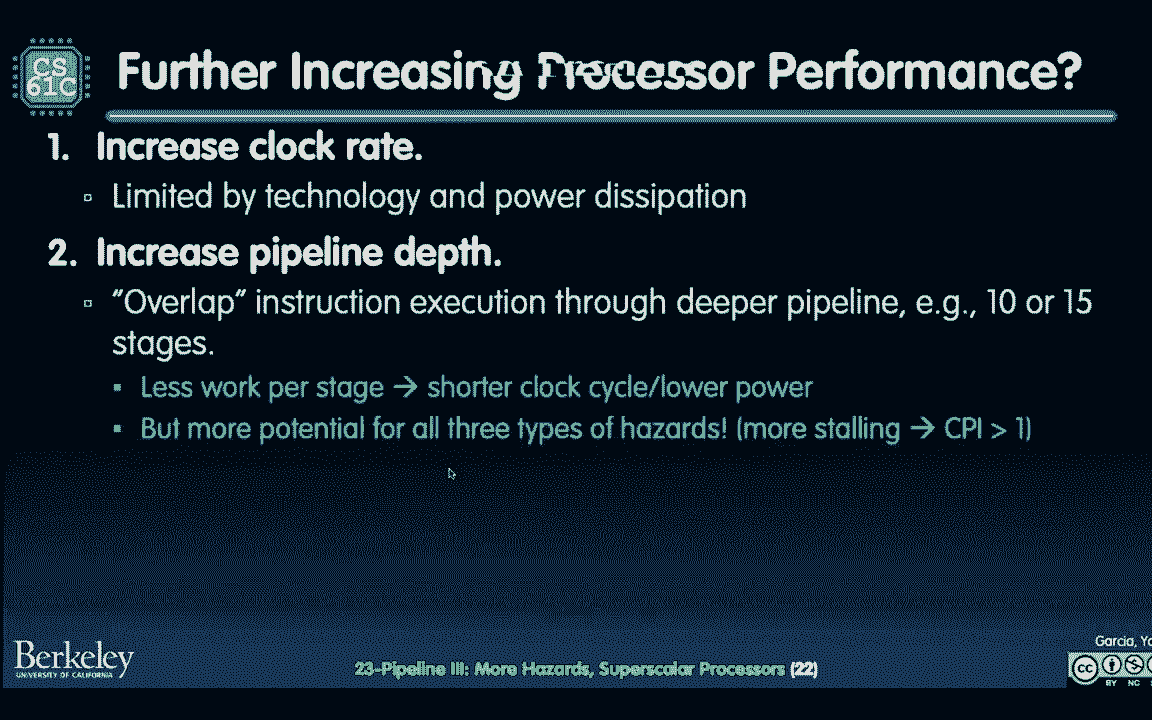 CS
61C
Further Increasing Processor Performance?
1. Increase clock rate.
▫ Limited by technology and power dissipation
2. Increase pipeline depth.
▫ "Overlap" instruction execution through deeper pipeline, e.g., 10 or 15
stages.
▪ Less work per stage → shorter clock cycle/lower power
▪ But more potential for all three types of hazards! (more stalling → CPI > 1)
Berkeley
UNIVERSITY OF CALIFORNIA
23-Pipeline III: More Hazards, Superscalar Processors (22)
Garcia,
cc
BY NC